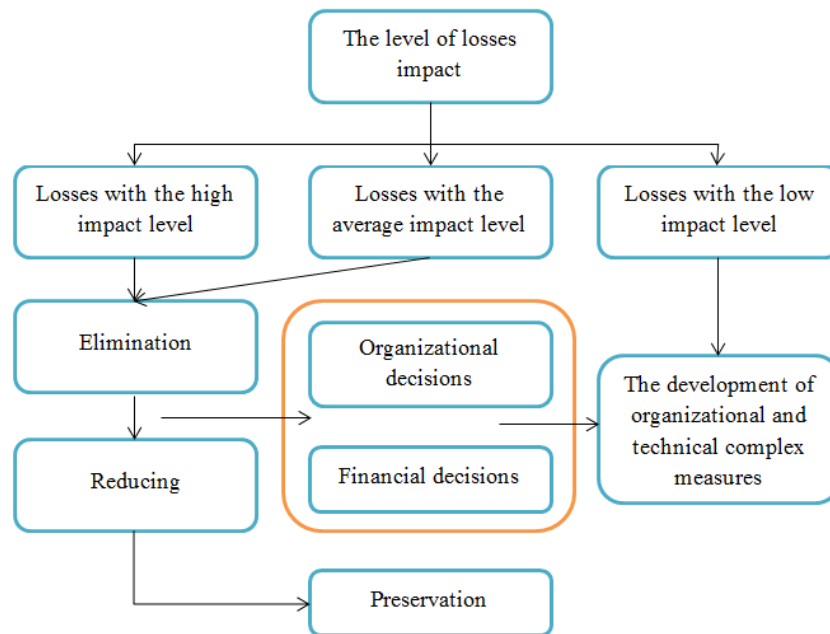 The level of losses
impact
Losses with the high
impact level
Losses with the
average impact level
Losses with the low
impact level
Elimination
Organizational
decisions
The development of
organizational and
technical complex
measures
Reducing
Financial decisions
Preservation